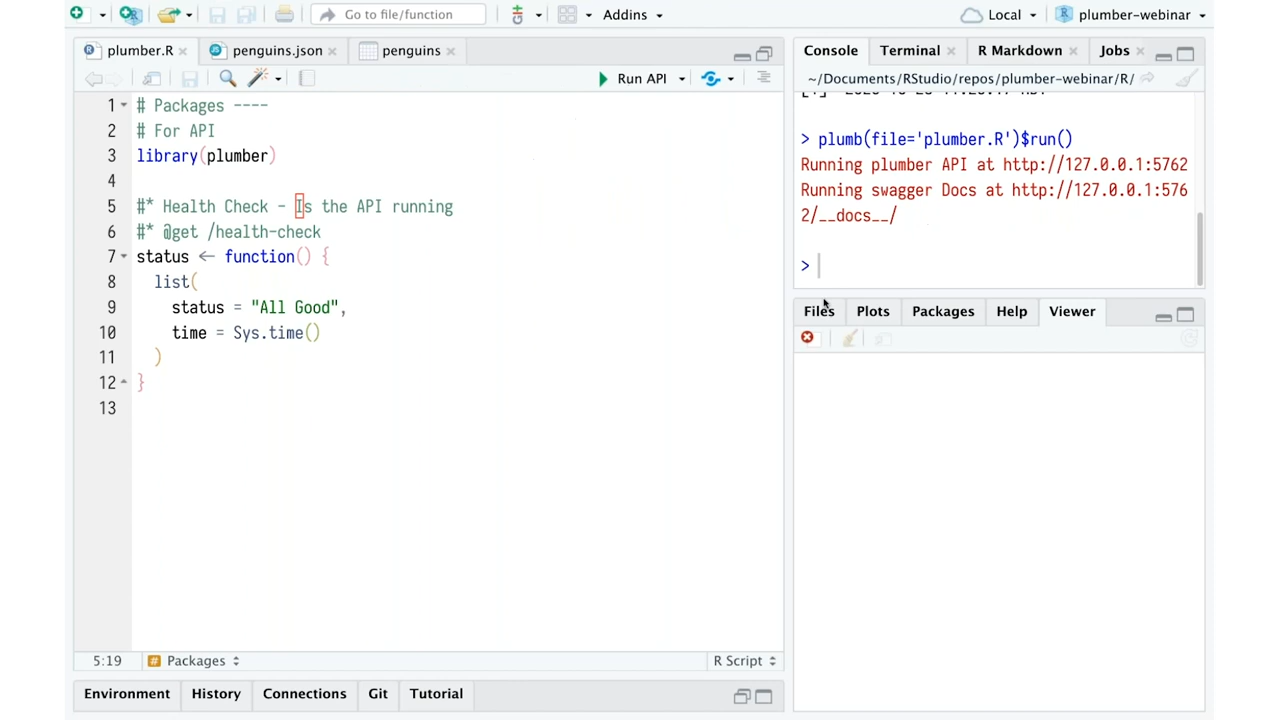 Go to file/function
Addins
Local
plumber-webinar
plumber.R
penguins.json
penguins
Run API
1 # Packages ----
2 # For API
3 library(plumber)
4
5 #* Health Check - Is the API running
6 #* @get /health-check
7 status <- function() {
8 list(
9 status = "All Good",
10 time = Sys.time()
11 )
12 }
13
5:19
Packages
R Script
Environment
History
Connections
Git
Tutorial
Console
Terminal
R Markdown
Jobs
~/Documents/RStudio/repos/plumber-webinar/R/
> plumb(file='plumber.R')$run()
Running plumber API at http://127.0.0.1:5762
Running swagger Docs at http://127.0.0.1:576
2/__docs__/
>
Files
Plots
Packages
Help
Viewer